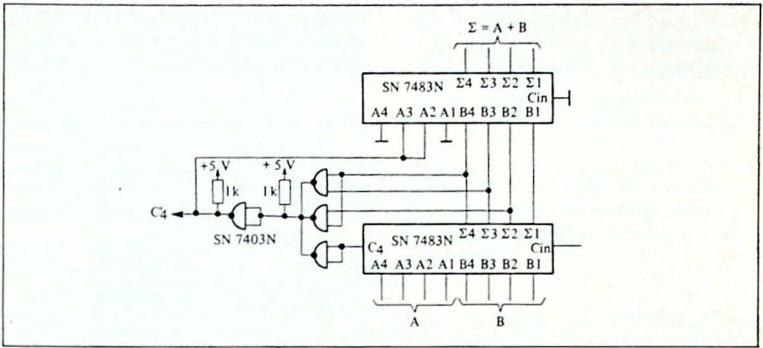 Σ = A + B
SN 7483N Σ4 Σ3 Σ2 Σ1
Cin
A4 A3 A2 A1 B4 B3 B2 B1
+5 V +5 V
1k 1k
C4
SN 7403N
C4 SN 7483N Σ4 Σ3 Σ2 Σ1
Cin
A4 A3 A2 A1 B4 B3 B2 B1
A B